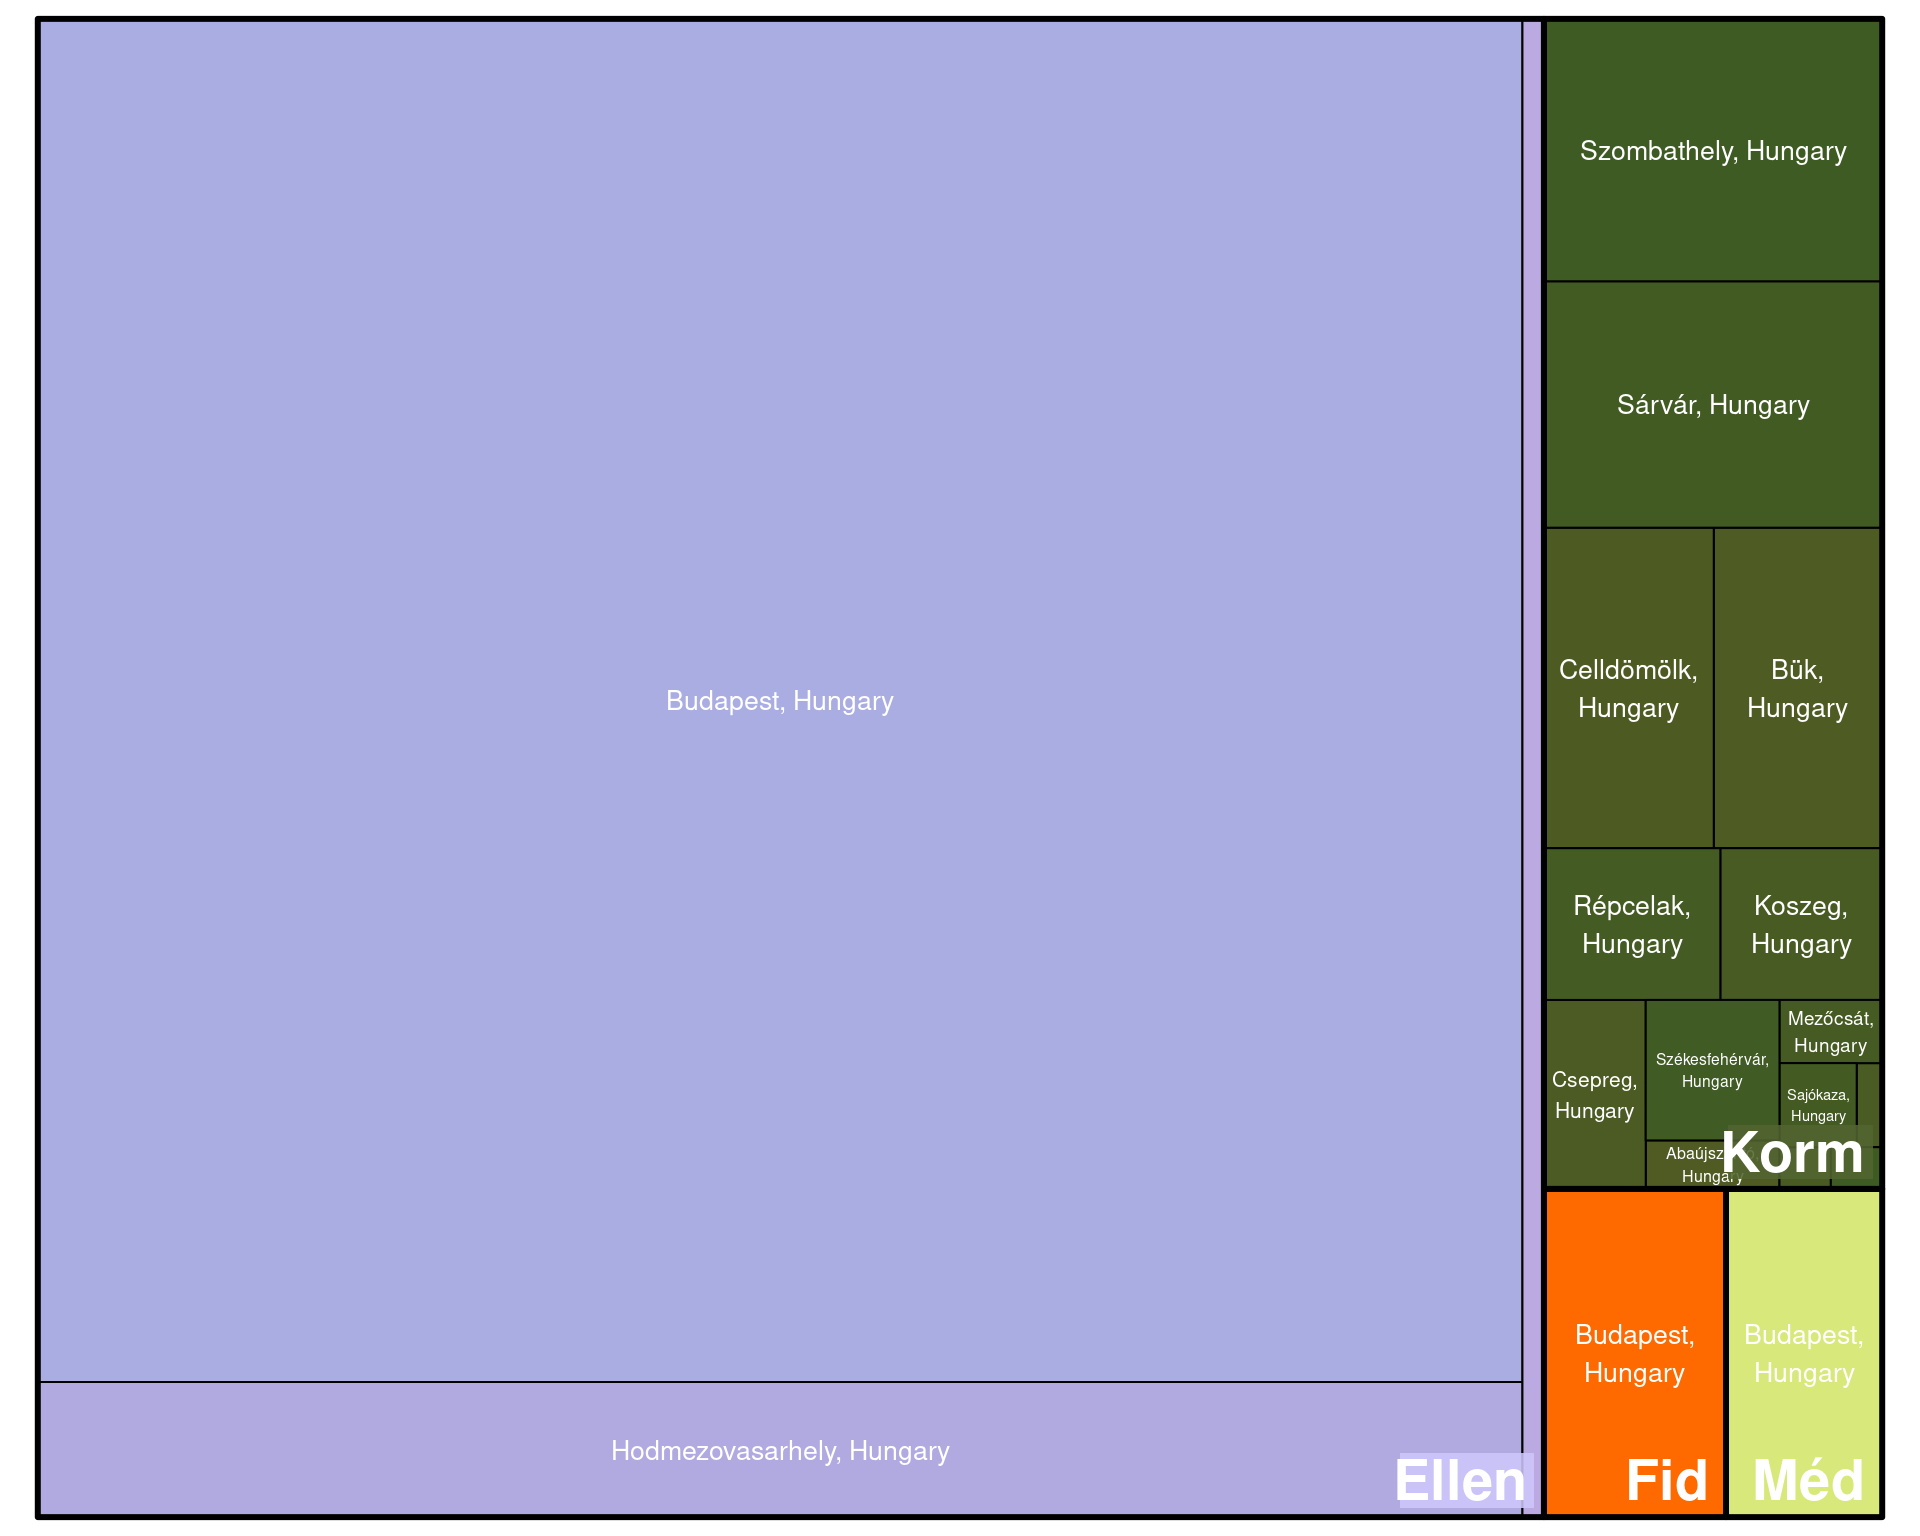 Budapest, Hungary
Hodmezovasarhely, Hungary
Ellen
Szombathely, Hungary
Sárvár, Hungary
Celldömölk,
Hungary
Bük,
Hungary
Répcelak,
Hungary
Koszeg,
Hungary
Csepreg,
Hungary
Székesfehérvár,
Hungary
Mezőcsát,
Hungary
Sajókaza,
Hungary
Hungary
Korm
Budapest,
Hungary
Fid
Budapest,
Hungary
Méd